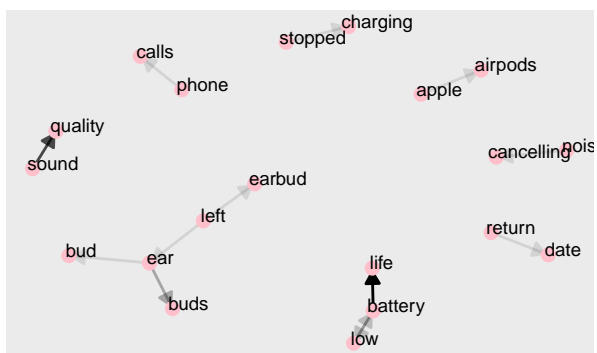 charging
stopped
calls
airpods
phone
apple
quality
nois
cancelling
sound
earbud
left
return
bud
ear
date
life
buds
battery
low